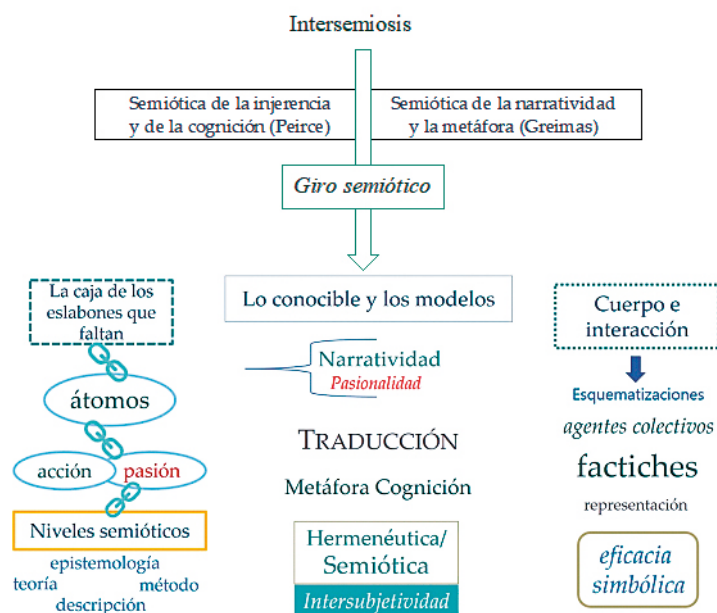 Intersemiosis
Semiótica de la injerencia
y de la cognición (Peirce)
Semiótica de la narratividad
y la metáfora (Greimas)
Giro semiótico
La caja de los
eslabones que
faltan
átomos
acción
pasión
Niveles semióticos
epistemología
teoría método
descripción
Lo conocible y los modelos
Narratividad
Pasionalidad
TRADUCCIÓN
Metáfora Cognición
Hermenéutica/
Semiótica
Intersubjetividad
Cuerpo e
interacción
Esquematizaciones
agentes colectivos
factiches
representación
eficacia
simbólica